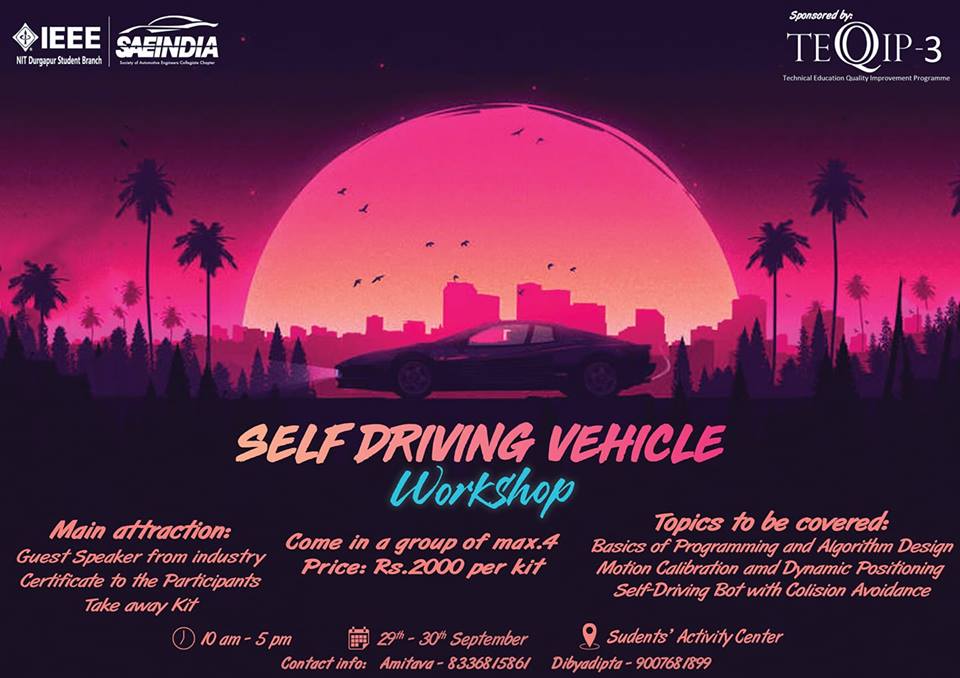 IEEE
NIT Durgapur Student Branch
SAEINDIA
Society of Automotive Engineers Collegiate Chapter
Sponsored by:
TEQIP-3
Technical Education Quality Improvement Programme
SELF DRIVING VEHICLE
Workshop
Main attraction:
Guest Speaker from industry
Certificate to the Participants
Take away Kit
Come in a group of max.4
Price: Rs.2000 per kit
Topics to be covered:
Basics of Programming and Algorithm Design
Motion Calibration amd Dynamic Positioning
Self-Driving Bot with Colision Avoidance
10 am - 5 pm
29th - 30th September
Sudents' Activity Center
Contact info: Amitava - 8336815861 Dibyadipta - 9007681899